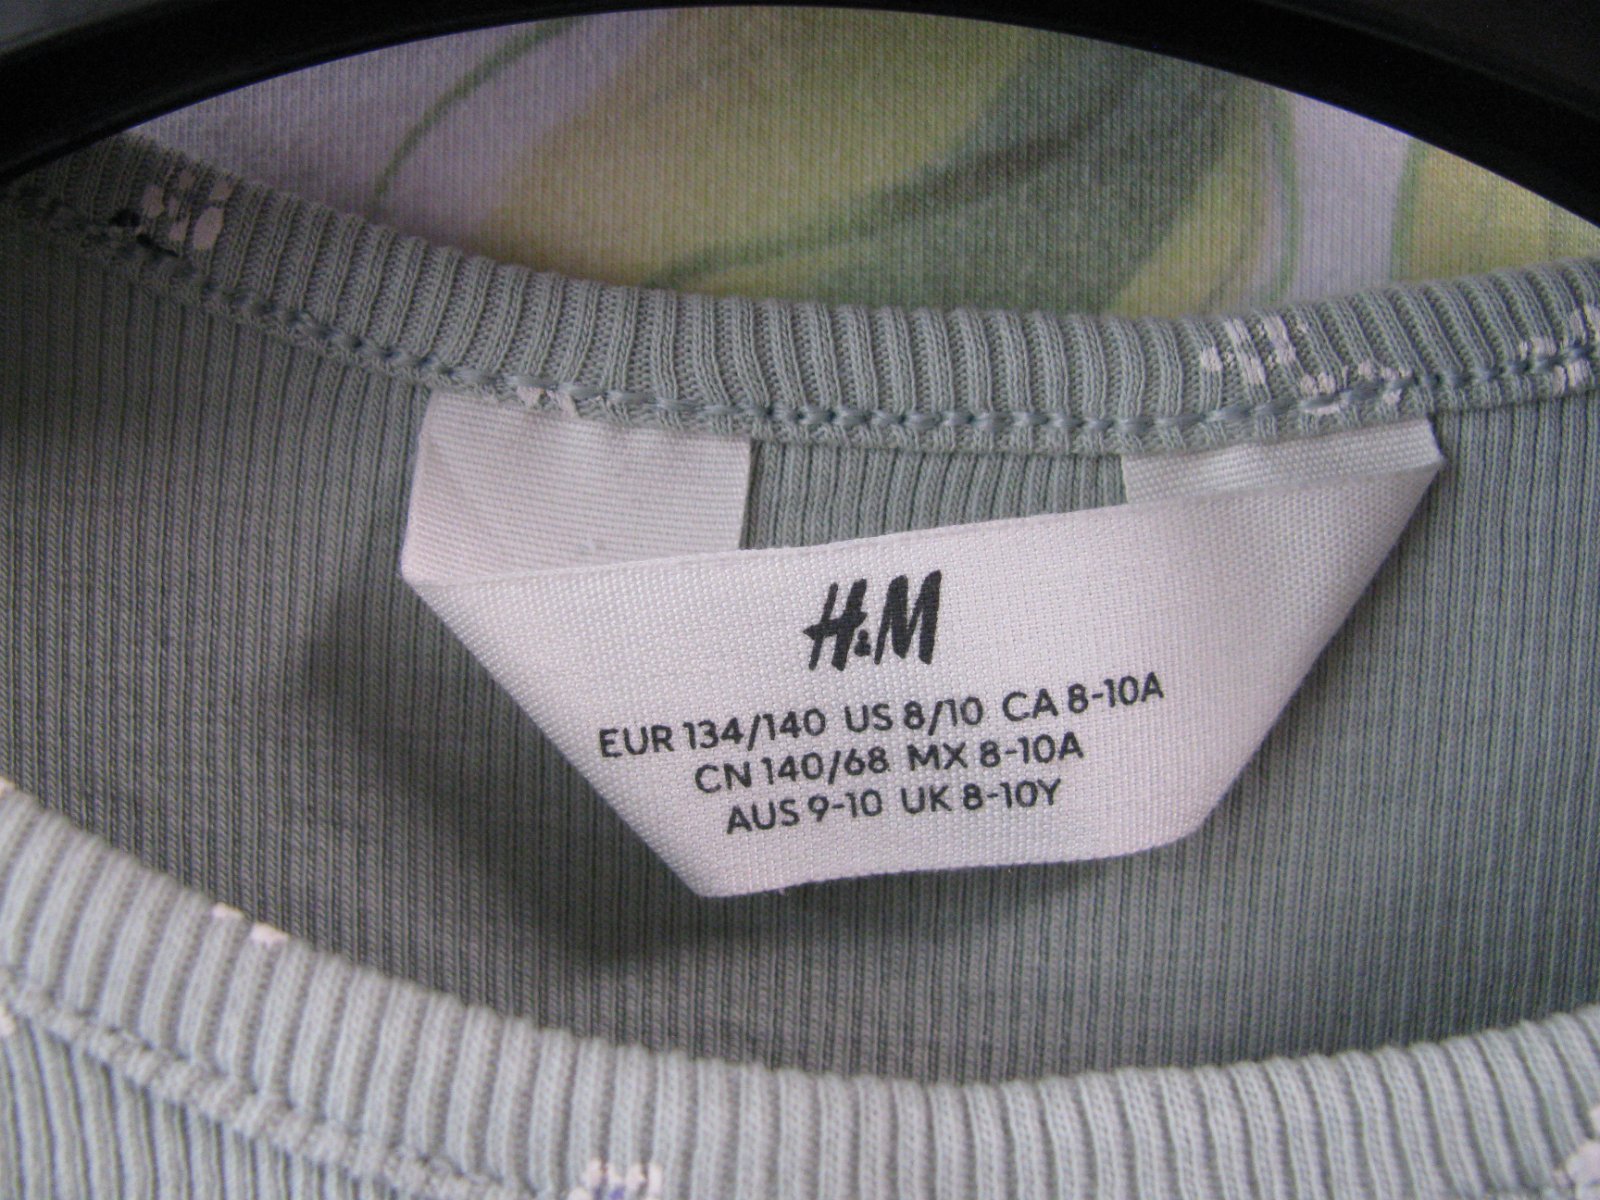 H&M
EUR 134/140 US 8/10 CA 8-10A
CN 140/68 MX 8-10A
AUS 9-10 UK 8-10Y